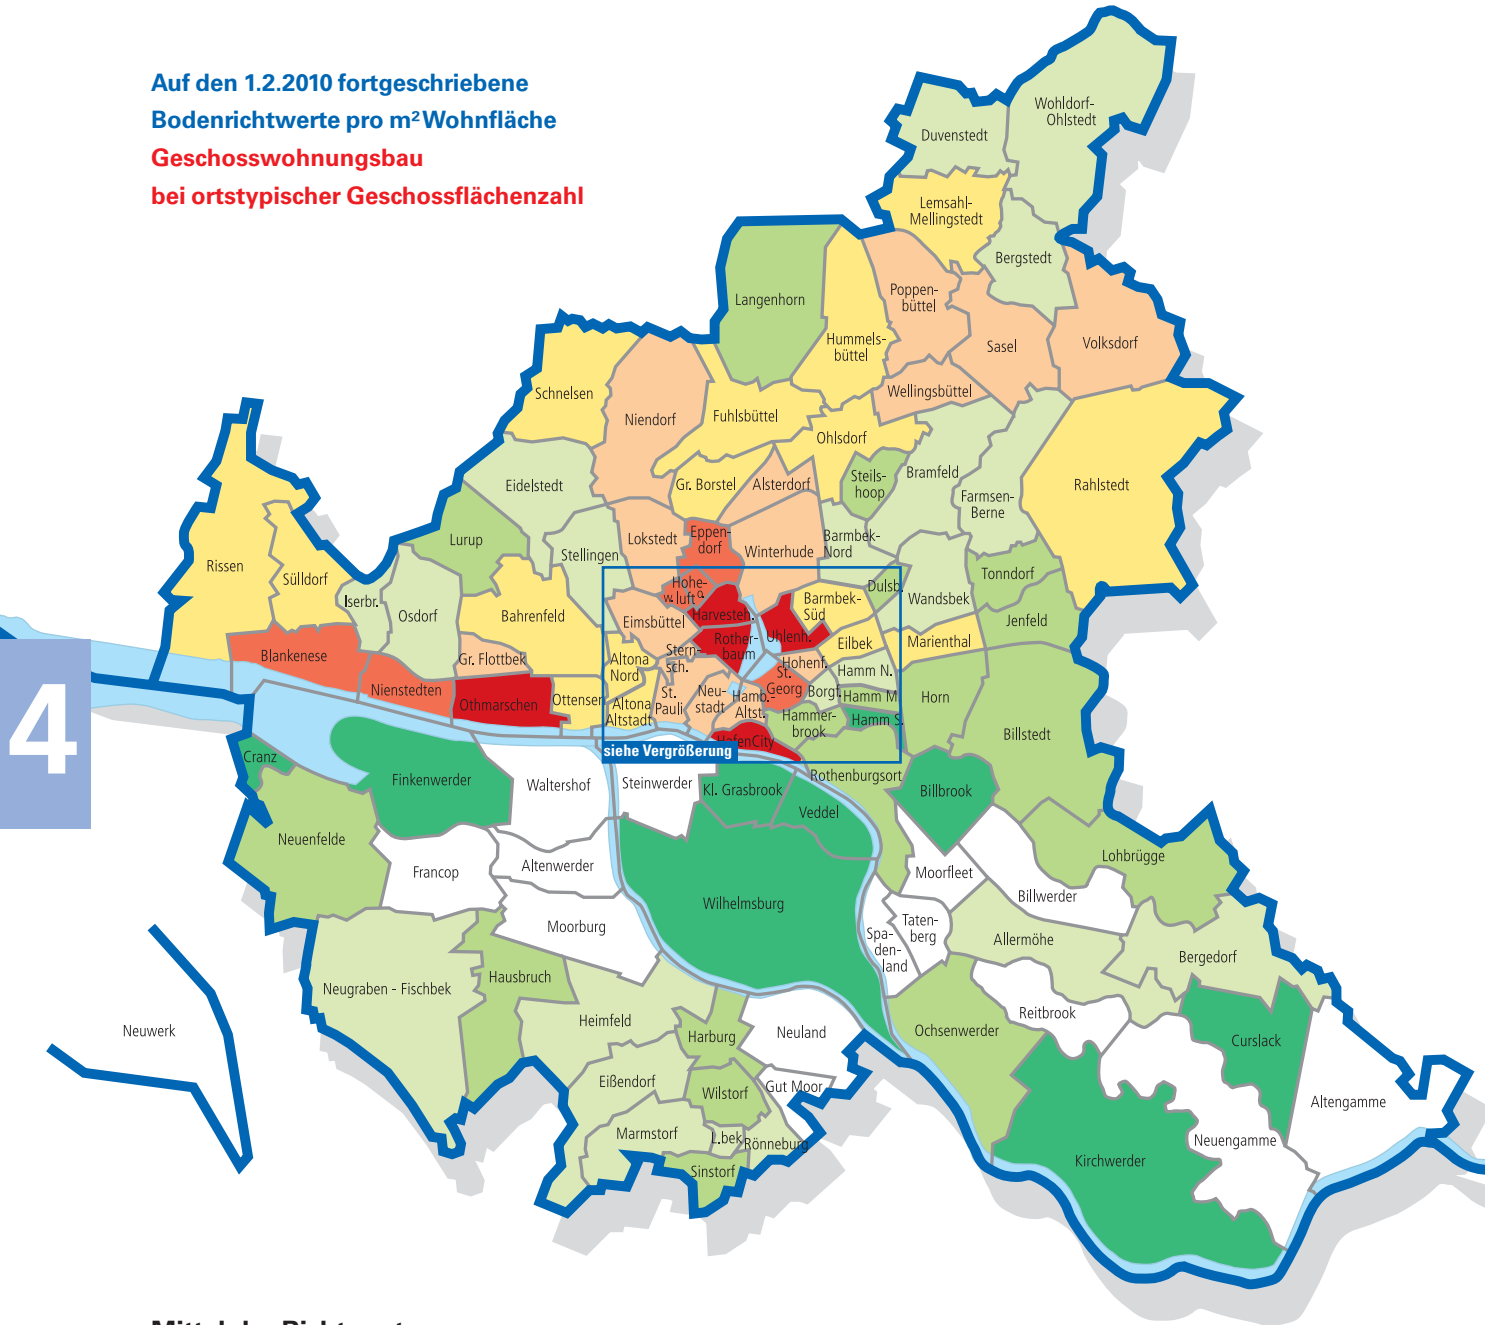 Auf den 1.2.2010 fortgeschriebene
Bodenrichtwerte pro m² Wohnfläche
Geschosswohnungsbau
bei ortstypischer Geschossflächenzahl
Wohldorf-
Ohlstedt
Duvenstedt
Lemsahl-
Mellingstedt
Bergstedt
Langenhorn
Poppen-
büttel
Hummels-
büttel
Sasel
Volksdorf
Schnelsen
Niendorf
Fuhlsbüttel
Wellingsbüttel
Ohlsdorf
Eidelstedt
Gr. Borstel
Alsterdorf
Steils-
hoop
Bramfeld
Farmsen-
Berne
Rahlstedt
Lurup
Stellingen
Lokstedt
Eppen-
dorf
Winterhude
Barmbek-
Nord
Rissen
Sülldorf
Iserbr.
Osdorf
Bahrenfeld
Hohe-
w.luft o.
Harvesteh.
Eimsbüttel
Barmbek-
Süd
Dulsb.
Wandsbek
Tonndorf
Jenfeld
Blankenese
Nienstedten
Gr. Flottbek
Othmarschen
Ottensen
Altona
Nord
Altona
Altstadt
Stern-
sch.
St.
Pauli
Rother-
baum
Uhlenh.
Eilbek
Marienthal
Hohenf.
St.
Georg
Borgf.
Hamm N.
Hamm M.
Hamm S.
Horn
Neu-
stadt
Hamb.-
Altst.
Hammer-
brook
HafenCity
siehe Vergrößerung
Billstedt
4
Cranz
Finkenwerder
Waltershof
Steinwerder
Kl. Grasbrook
Veddel
Rothenburgsort
Billbrook
Neuenfelde
Francop
Altenwerder
Moorfleet
Lohbrügge
Billwerder
Wilhelmsburg
Moorburg
Spa-
den-
land
Taten-
berg
Allermöhe
Bergedorf
Neugraben - Fischbek
Hausbruch
Heimfeld
Harburg
Neuland
Ochsenwerder
Reitbrook
Curslack
Neuwerk
Eißendorf
Wilstorf
Gut Moor
Altengamme
Marmstorf
L.bek
Rönneburg
Sinstorf
Kirchwerder
Neuengamme